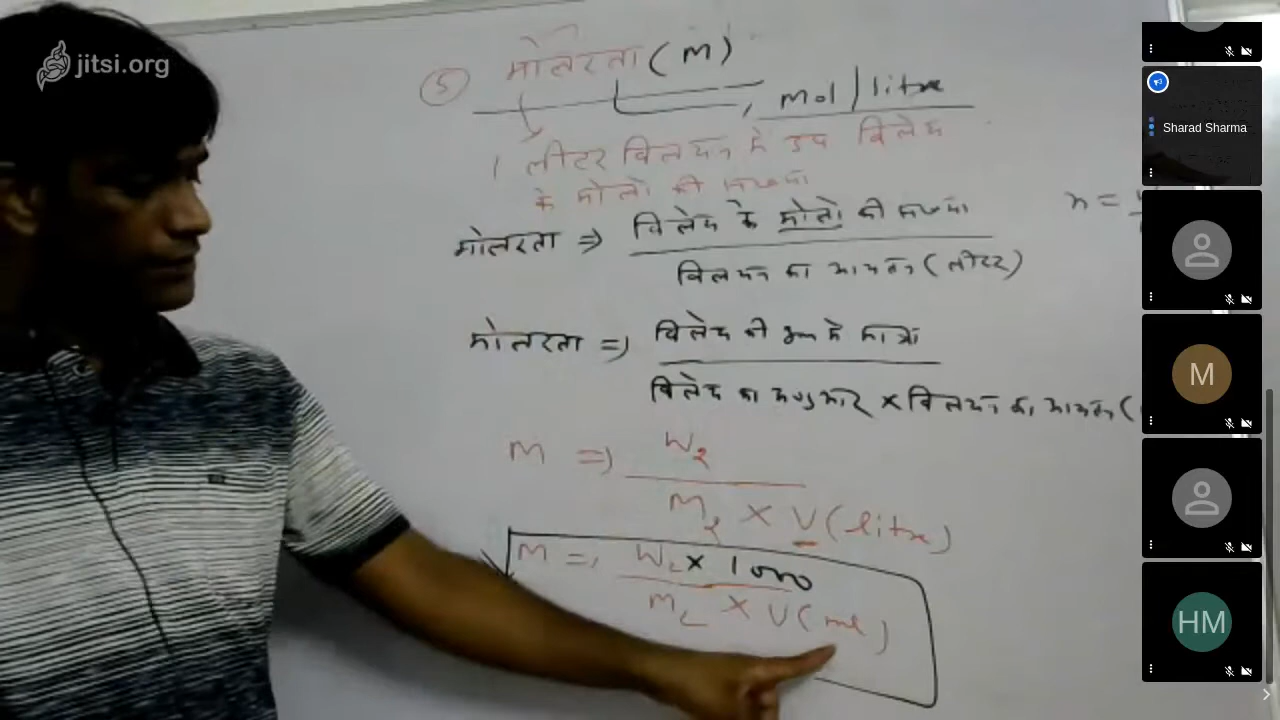 jitsi.org
5 मोलरता (M)
mol/litre
1 लीटर विलयन में उप विलेय
के मोलों की संख्या
मोलरता ⇒ विलेय के मोलों की संख्या
विलयन का आयतन (लीटर)
n =
मोलरता ⇒ विलेय की gm में मात्रा
विलेय का अणुभार × विलयन का आयतन (
M ⇒ W2
M2 × V (litre)
M ⇒ W2 × 1000
M2 × V (ml)
Sharad Sharma
M
HM